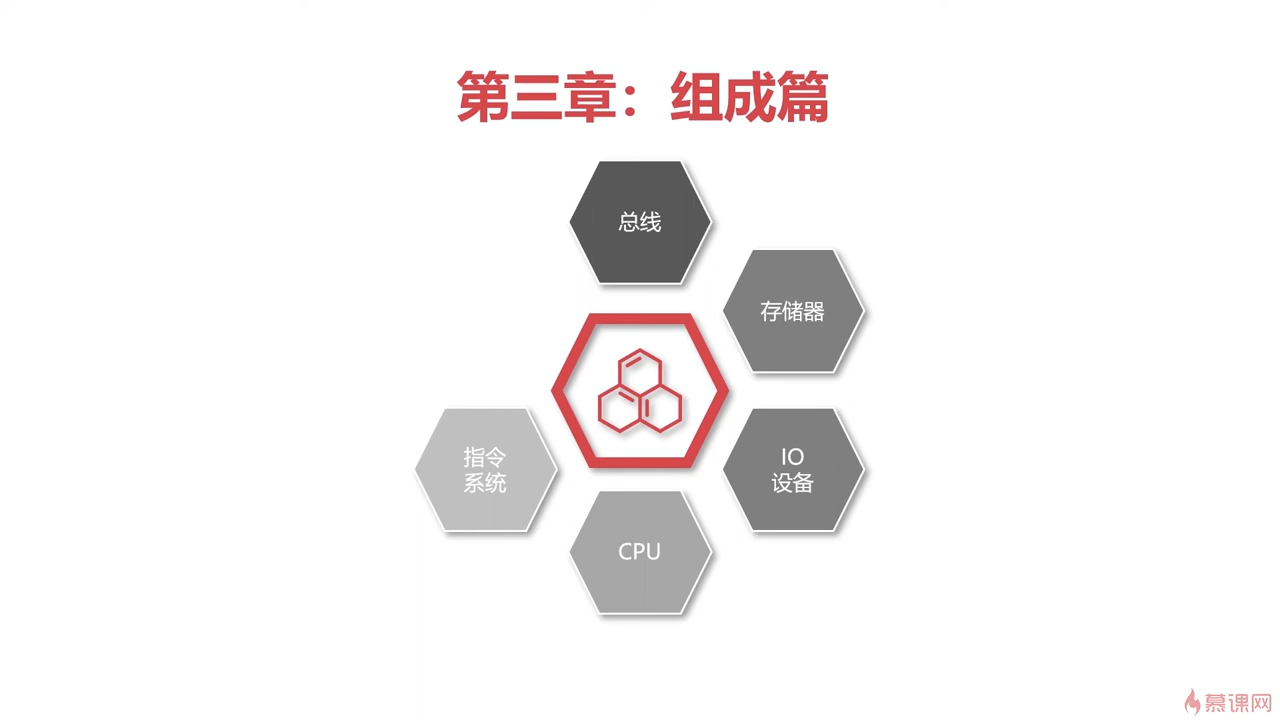 第三章：组成篇
总线
存储器
IO
设备
CPU
指令
系统
慕课网